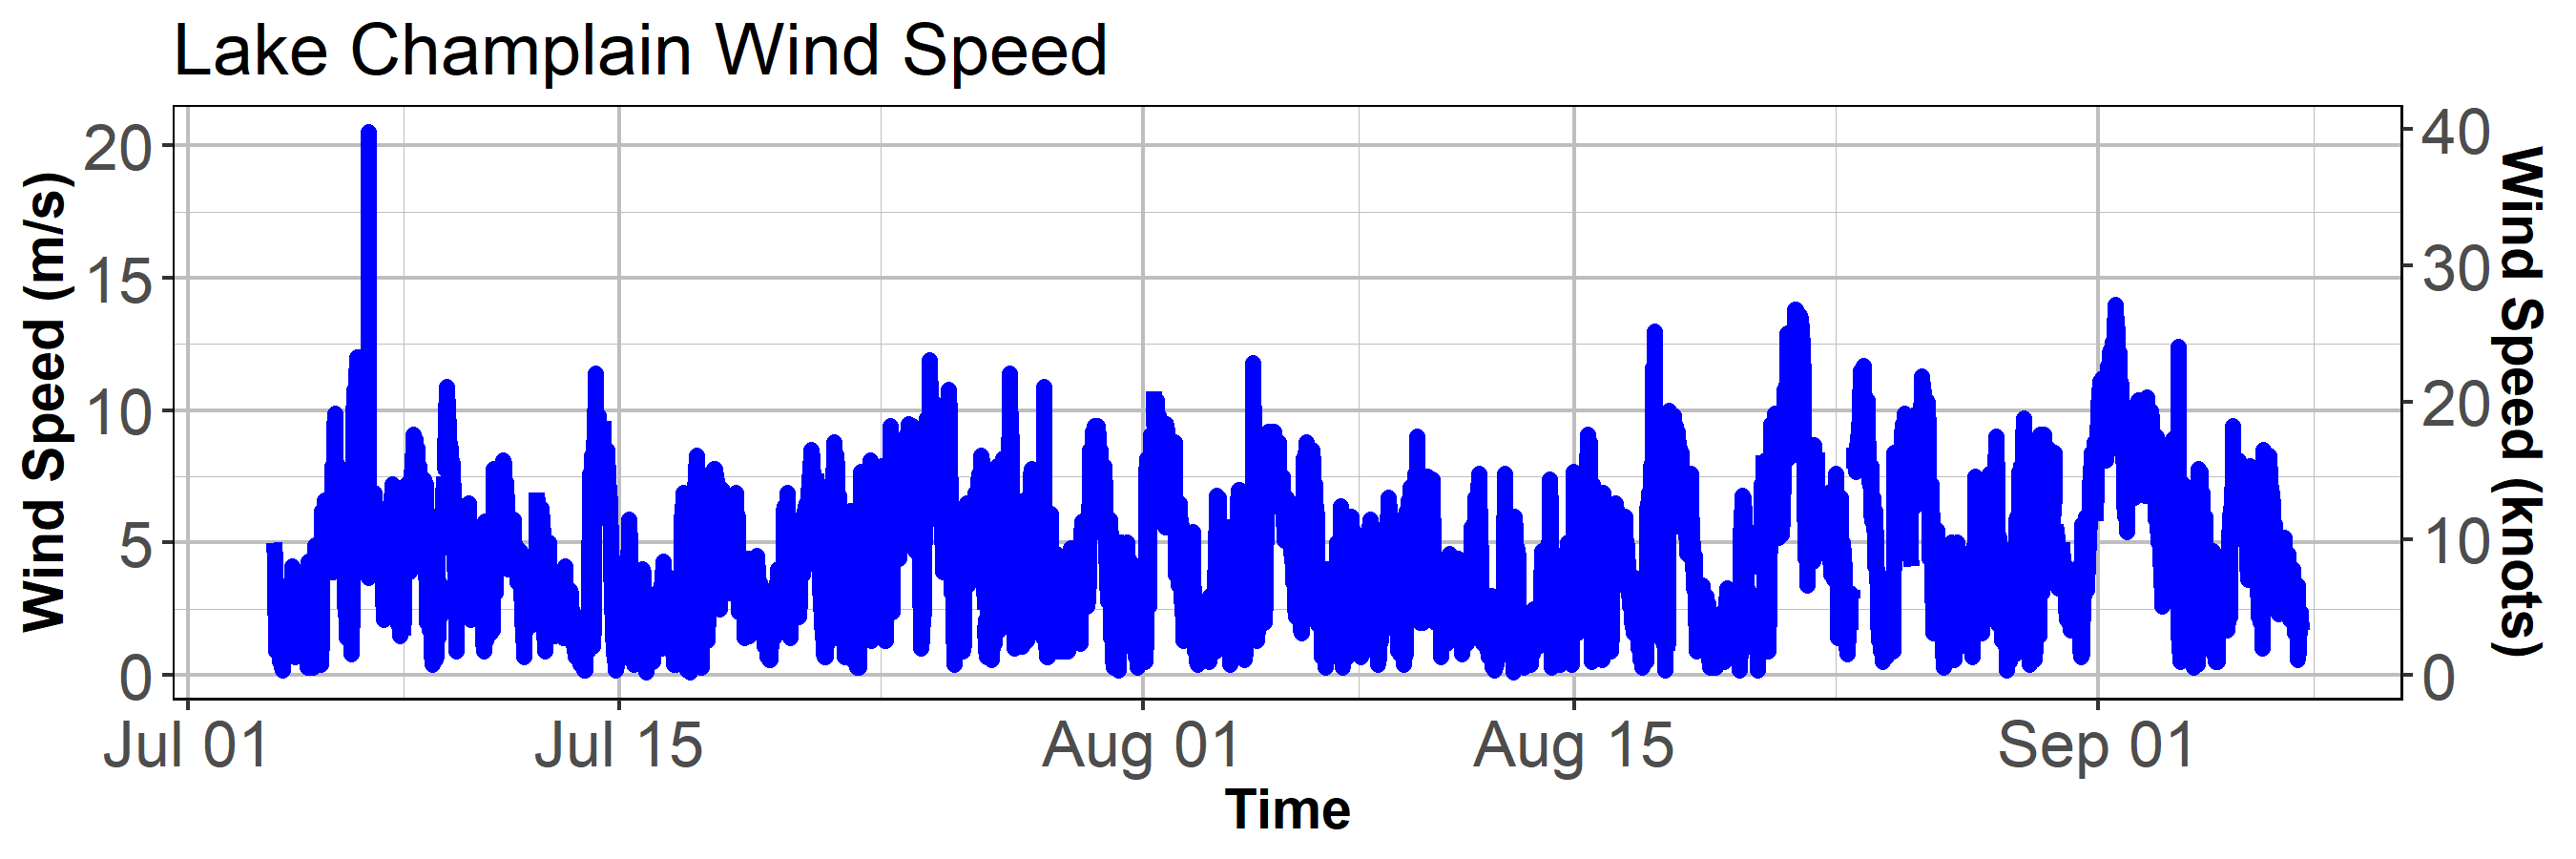 Lake Champlain Wind Speed
Wind Speed (m/s)
20
15
10
5
0
40
30
20
10
0
Wind Speed (knots)
Jul 01
Jul 15
Aug 01
Aug 15
Sep 01
Time